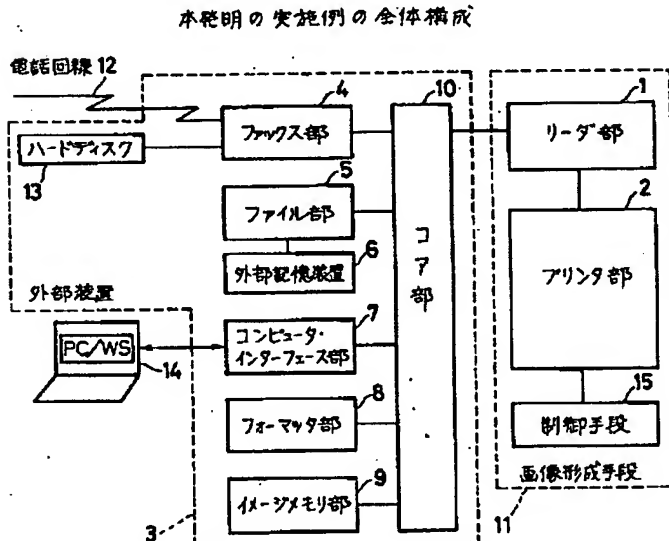 本発明の実施例の全体構成
電話回線 12
4
ファックス部
10
1
リーダ部
ハードディスク
13
5
ファイル部
2
プリンタ部
コア部
6
外部記憶装置
外部装置
7
コンピュータ・
インターフェース部
PC/WS
14
8
フォーマッタ部
15
制御手段
9
イメージメモリ部
画像形成手段
3
11